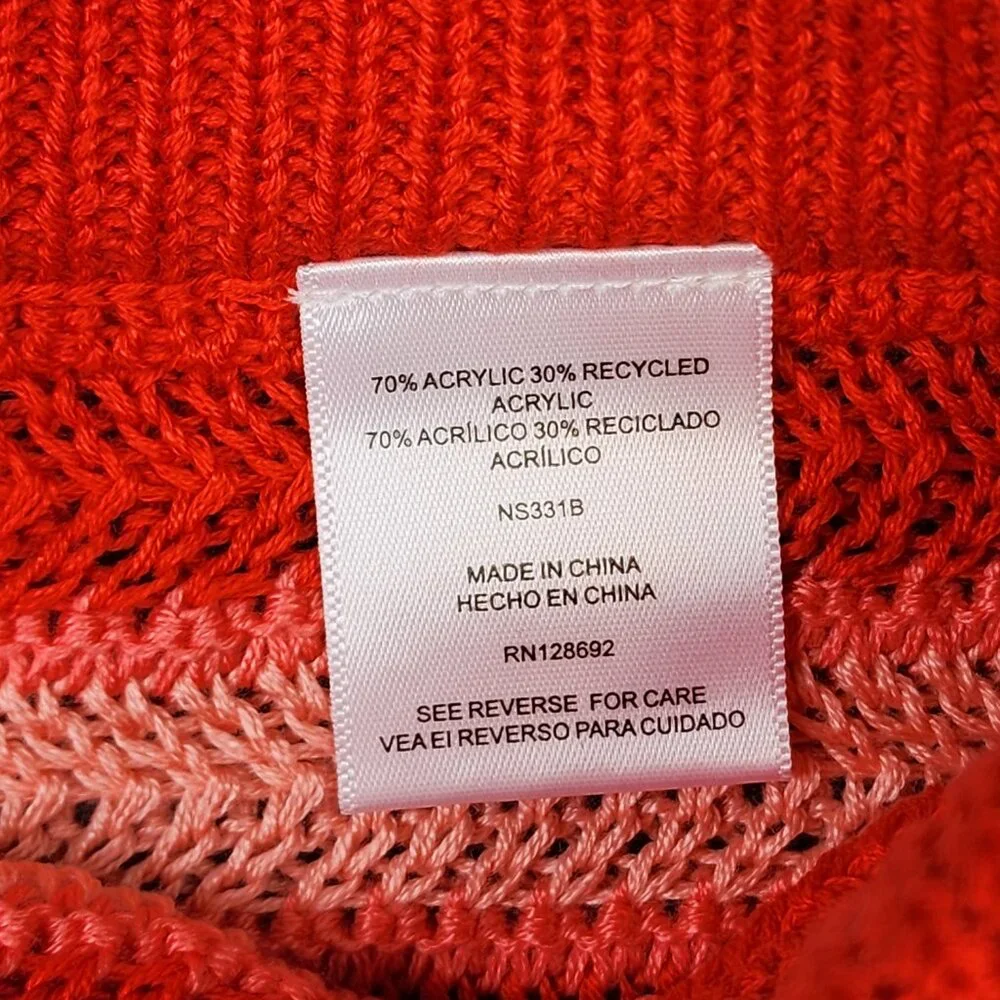 70% ACRYLIC 30% RECYCLED
ACRYLIC
70% ACRÍLICO 30% RECICLADO
ACRÍLICO
NS331B
MADE IN CHINA
HECHO EN CHINA
RN128692
SEE REVERSE FOR CARE
VEA EI REVERSO PARA CUIDADO